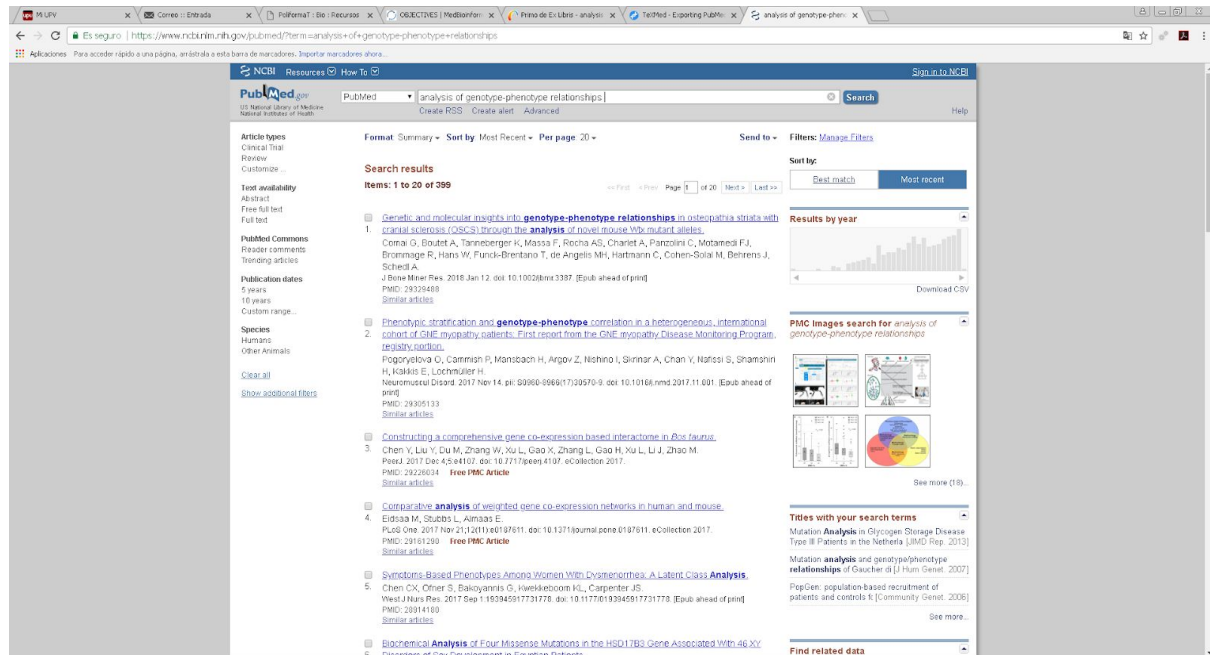 Mi UPV
Correo :: Entrada
PoliformaT : Bio : Recursos
OBJECTIVES | MedBioinform
Primo de Ex Libris - analysis
TeXMed - Exporting PubMe
analysis of genotype-pheno
Es seguro | https://www.ncbi.nlm.nih.gov/pubmed/?term=analysis+of+genotype-phenotype+relationships
Aplicaciones Para acceder rápido a una página, arrástrala a esta barra de marcadores. Importar marcadores ahora...
NCBI Resources How To Sign in to NCBI
PubMed.gov
US National Library of Medicine
National Institutes of Health
PubMed analysis of genotype-phenotype relationships Search
Create RSS Create alert Advanced Help
Article types
Clinical Trial
Review
Customize ...
Text availability
Abstract
Free full text
Full text
PubMed Commons
Reader comments
Trending articles
Publication dates
5 years
10 years
Custom range...
Species
Humans
Other Animals
Clear all
Show additional filters
Format: Summary Sort by: Most Recent Per page: 20 Send to
Search results
Items: 1 to 20 of 399
<< First < Prev Page 1 of 20 Next > Last >>
Genetic and molecular insights into genotype-phenotype relationships in osteopathia striata with
1. cranial sclerosis (OSCS) through the analysis of novel mouse Wtx mutant alleles.
Comai G, Boutet A, Tanneberger K, Massa F, Rocha AS, Charlet A, Panzolini C, Motamedi FJ,
Brommage R, Hans W, Funck-Brentano T, de Angelis MH, Hartmann C, Cohen-Solal M, Behrens J,
Schedl A.
J Bone Miner Res. 2018 Jan 12. doi: 10.1002/jbmr.3387. [Epub ahead of print]
PMID: 29329488
Similar articles
Phenotypic stratification and genotype-phenotype correlation in a heterogeneous, international
2. cohort of GNE myopathy patients: First report from the GNE myopathy Disease Monitoring Program,
registry portion.
Pogoryelova O, Cammish P, Mansbach H, Argov Z, Nishino I, Skrinar A, Chan Y, Nafissi S, Shamshiri
H, Kakkis E, Lochmüller H.
Neuromuscul Disord. 2017 Nov 14. pii: S0960-8966(17)30570-9. doi: 10.1016/j.nmd.2017.11.001. [Epub ahead of
print]
PMID: 29305133
Similar articles
Constructing a comprehensive gene co-expression based interactome in Bos taurus.
3. Chen Y, Liu Y, Du M, Zhang W, Xu L, Gao X, Zhang L, Gao H, Xu L, Li J, Zhao M.
PeerJ. 2017 Dec 4;5:e4107. doi: 10.7717/peerj.4107. eCollection 2017.
PMID: 29226034 Free PMC Article
Similar articles
Comparative analysis of weighted gene co-expression networks in human and mouse.
4. Eidsaa M, Stubbs L, Almaas E.
PLoS One. 2017 Nov 21;12(11):e0187611. doi: 10.1371/journal.pone.0187611. eCollection 2017.
PMID: 29161290 Free PMC Article
Similar articles
Symptoms-Based Phenotypes Among Women With Dysmenorrhea: A Latent Class Analysis.
5. Chen CX, Ofner S, Bakoyannis G, Kwekkeboom KL, Carpenter JS.
West J Nurs Res. 2017 Sep 1:193945917731778. doi: 10.1177/0193945917731778. [Epub ahead of print]
PMID: 28914180
Similar articles
Biochemical Analysis of Four Missense Mutations in the HSD17B3 Gene Associated With 46,XY
6. Disorders of Sex Development in Egyptian Patients.
Filters: Manage Filters
Sort by:
Best match Most recent
Results by year
Download CSV
PMC Images search for analysis of
genotype-phenotype relationships
See more (18)...
Titles with your search terms
Mutation Analysis in Glycogen Storage Disease
Type III Patients in the Netherla [JIMD Rep. 2013]
Mutation analysis and genotype/phenotype
relationships of Gaucher di [J Hum Genet. 2007]
PopGen: population-based recruitment of
patients and controls fc [Community Genet. 2006]
See more...
Find related data